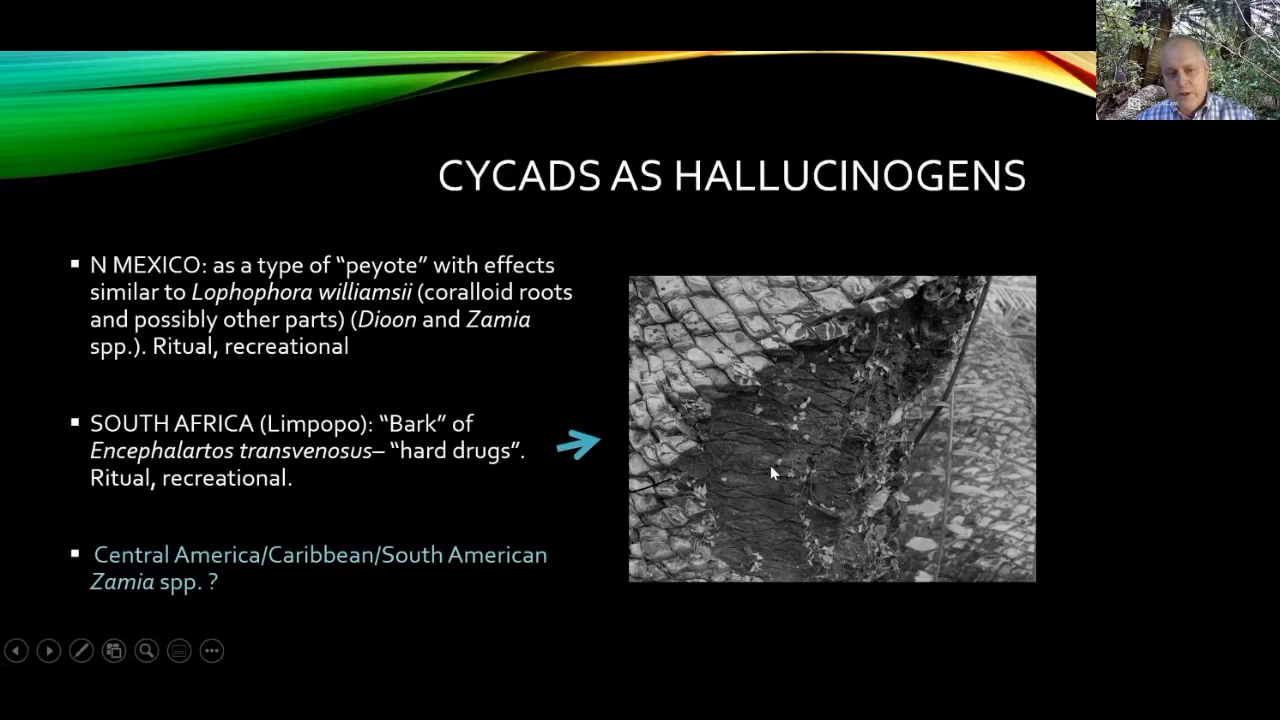 CYCADS AS HALLUCINOGENS
▪ N MEXICO: as a type of “peyote” with effects
similar to Lophophora williamsii (coralloid roots
and possibly other parts) (Dioon and Zamia
spp.). Ritual, recreational
▪ SOUTH AFRICA (Limpopo): “Bark” of
Encephalartos transvenosus– “hard drugs”.
Ritual, recreational.
▪ Central America/Caribbean/South American
Zamia spp. ?